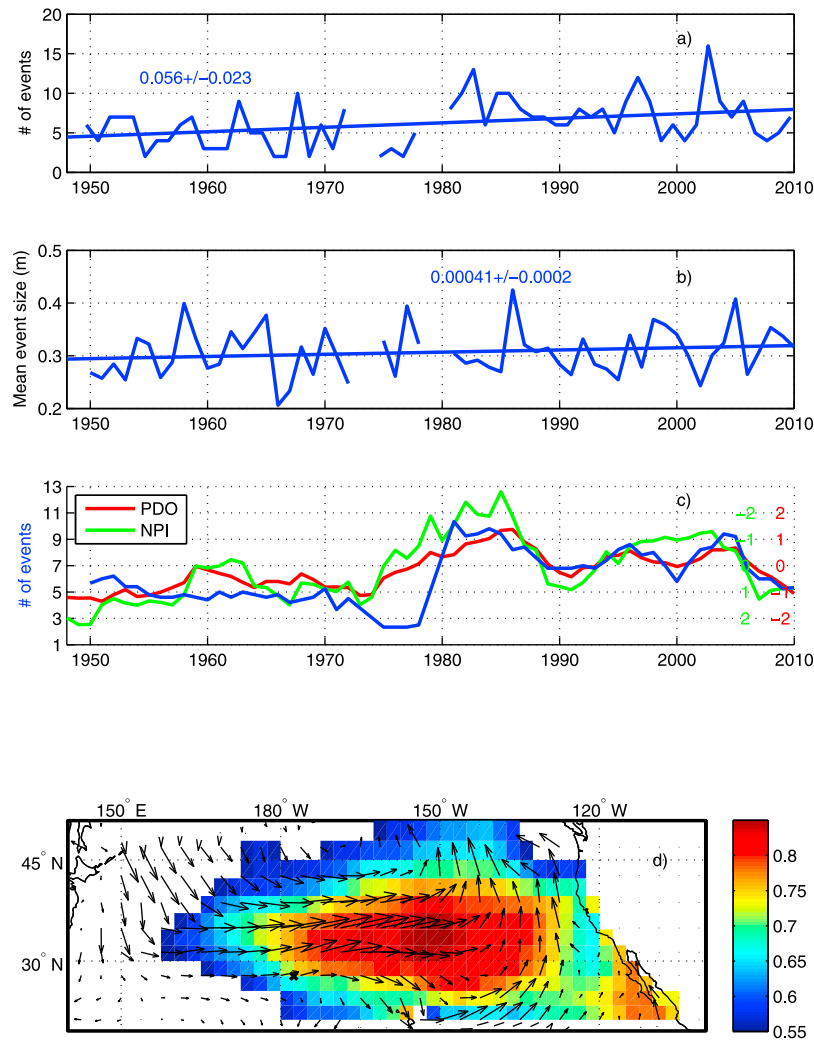 20
15
10
5
0
# of events
a)
0.056+/-0.023
1950 1960 1970 1980 1990 2000 2010
0.5
0.4
0.3
0.2
Mean event size (m)
0.00041+/-0.0002
b)
1950 1960 1970 1980 1990 2000 2010
13
11
9
7
5
3
1
# of events
PDO
NPI
c)
-2 2
-1 1
0 0
1 -1
2 -2
1950 1960 1970 1980 1990 2000 2010
150° E 180° W 150° W 120° W
45° N
30° N
d)
0.8
0.75
0.7
0.65
0.6
0.55